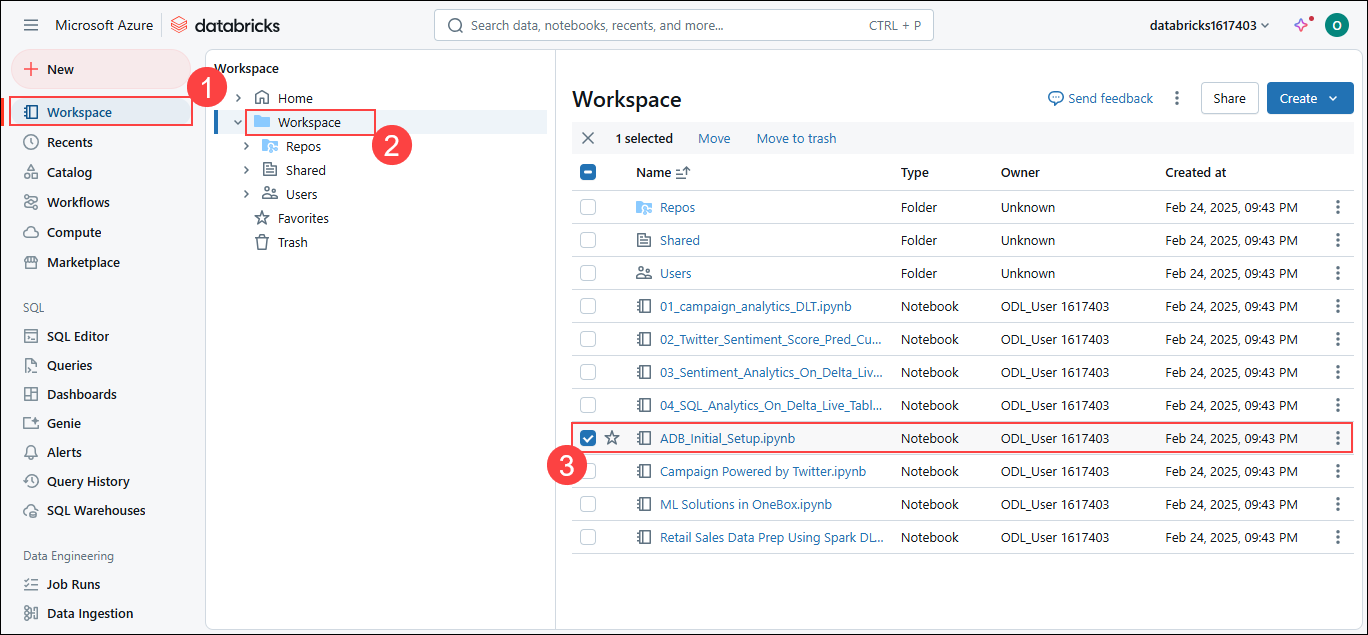 Microsoft Azure databricks Search data, notebooks, recents, and more... CTRL + P databricks1617403 O
New
Workspace
Recents
Catalog
Workflows
Compute
Marketplace
SQL
SQL Editor
Queries
Dashboards
Genie
Alerts
Query History
SQL Warehouses
Data Engineering
Job Runs
Data Ingestion
1
Workspace
Home
Workspace
2
Repos
Shared
Users
Favorites
Trash
Workspace Send feedback Share Create
1 selected Move Move to trash
Name Type Owner Created at
Repos Folder Unknown Feb 24, 2025, 09:43 PM
Shared Folder Unknown Feb 24, 2025, 09:43 PM
Users Folder Unknown Feb 24, 2025, 09:43 PM
01_campaign_analytics_DLT.ipynb Notebook ODL_User 1617403 Feb 24, 2025, 09:43 PM
02_Twitter_Sentiment_Score_Pred_Cu... Notebook ODL_User 1617403 Feb 24, 2025, 09:43 PM
03_Sentiment_Analytics_On_Delta_Liv... Notebook ODL_User 1617403 Feb 24, 2025, 09:43 PM
04_SQL_Analytics_On_Delta_Live_Tabl... Notebook ODL_User 1617403 Feb 24, 2025, 09:43 PM
ADB_Initial_Setup.ipynb Notebook ODL_User 1617403 Feb 24, 2025, 09:43 PM
3
Campaign Powered by Twitter.ipynb Notebook ODL_User 1617403 Feb 24, 2025, 09:43 PM
ML Solutions in OneBox.ipynb Notebook ODL_User 1617403 Feb 24, 2025, 09:43 PM
Retail Sales Data Prep Using Spark DL... Notebook ODL_User 1617403 Feb 24, 2025, 09:43 PM